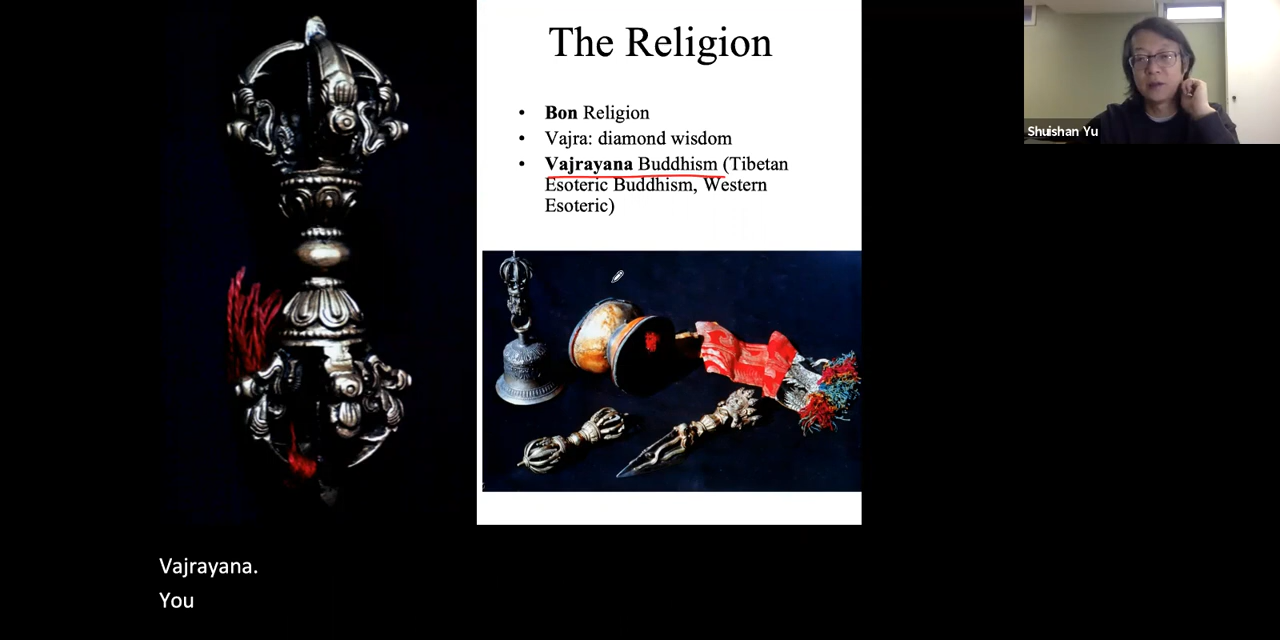 The Religion
• Bon Religion
• Vajra: diamond wisdom
• Vajrayana Buddhism (Tibetan
Esoteric Buddhism, Western
Esoteric)
Shuishan Yu
Vajrayana.
You